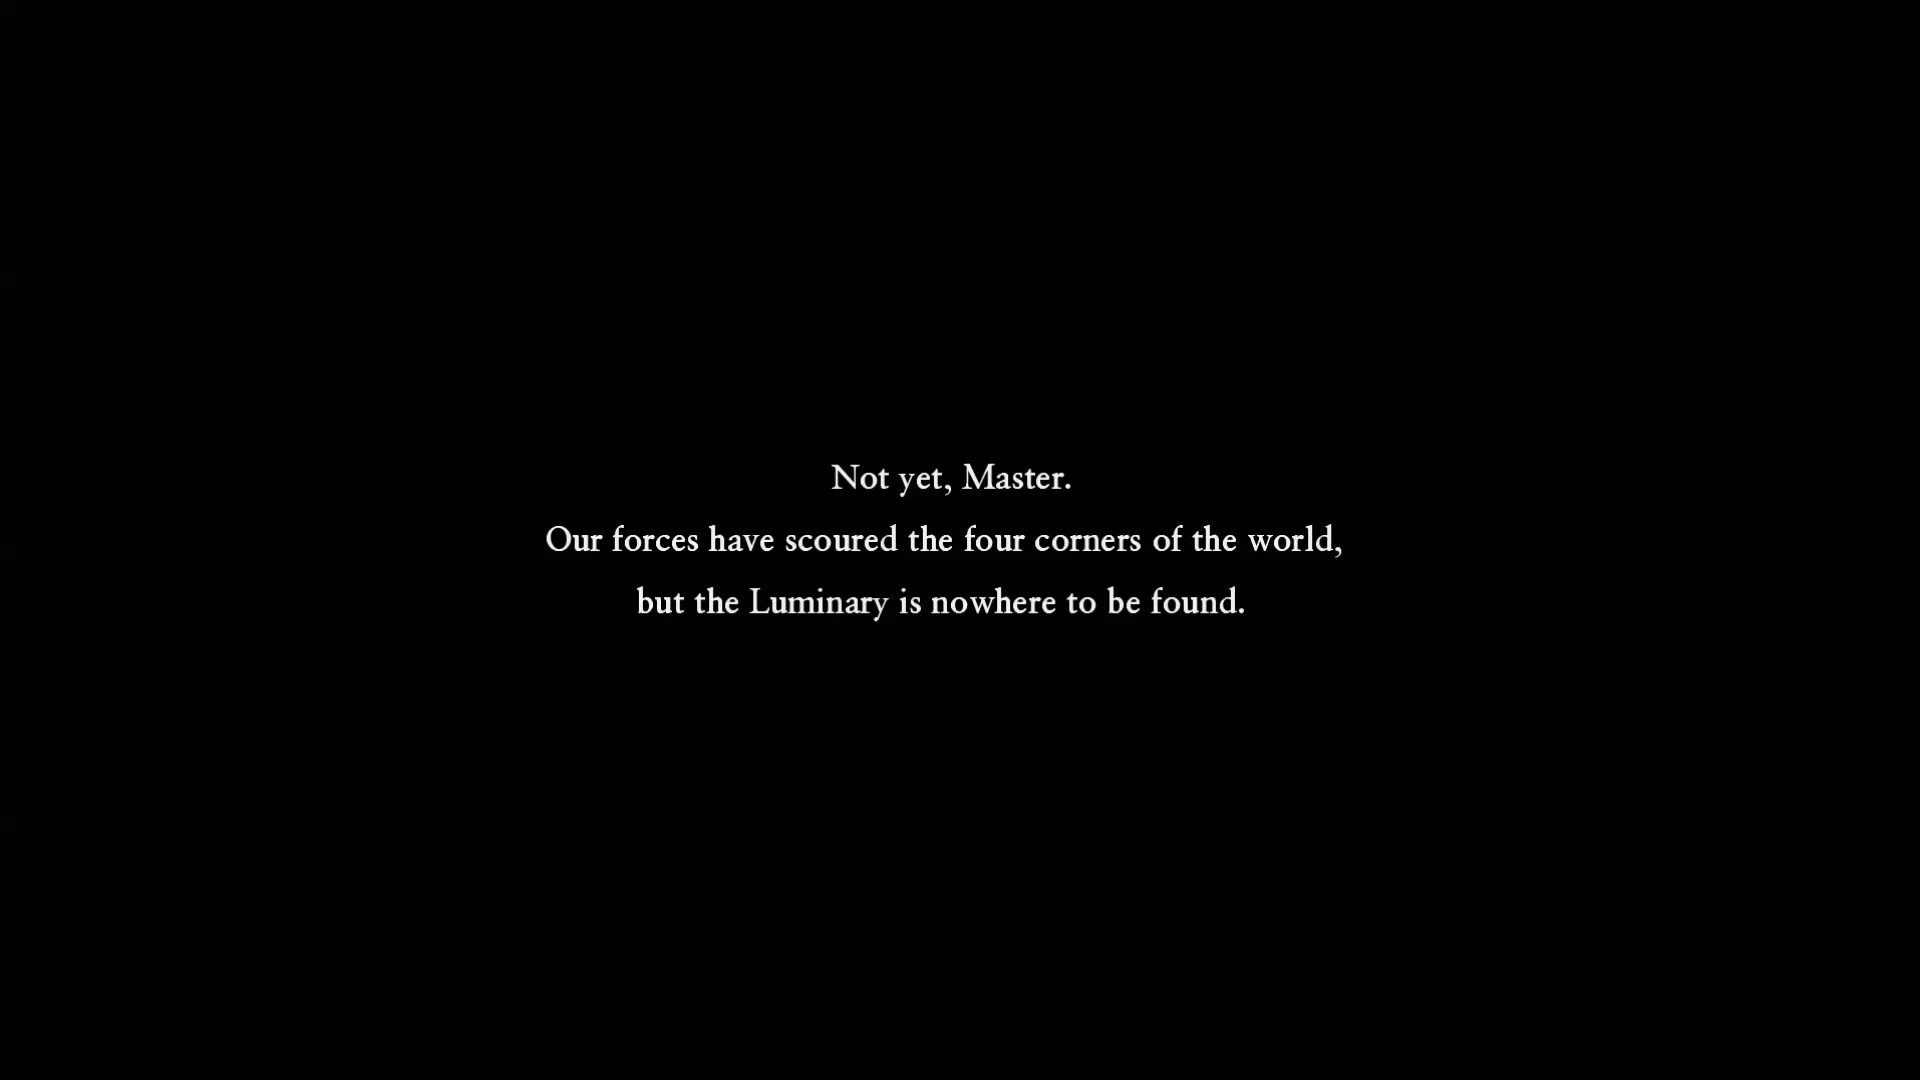 Not yet, Master.
Our forces have scoured the four corners of the world,
but the Luminary is nowhere to be found.